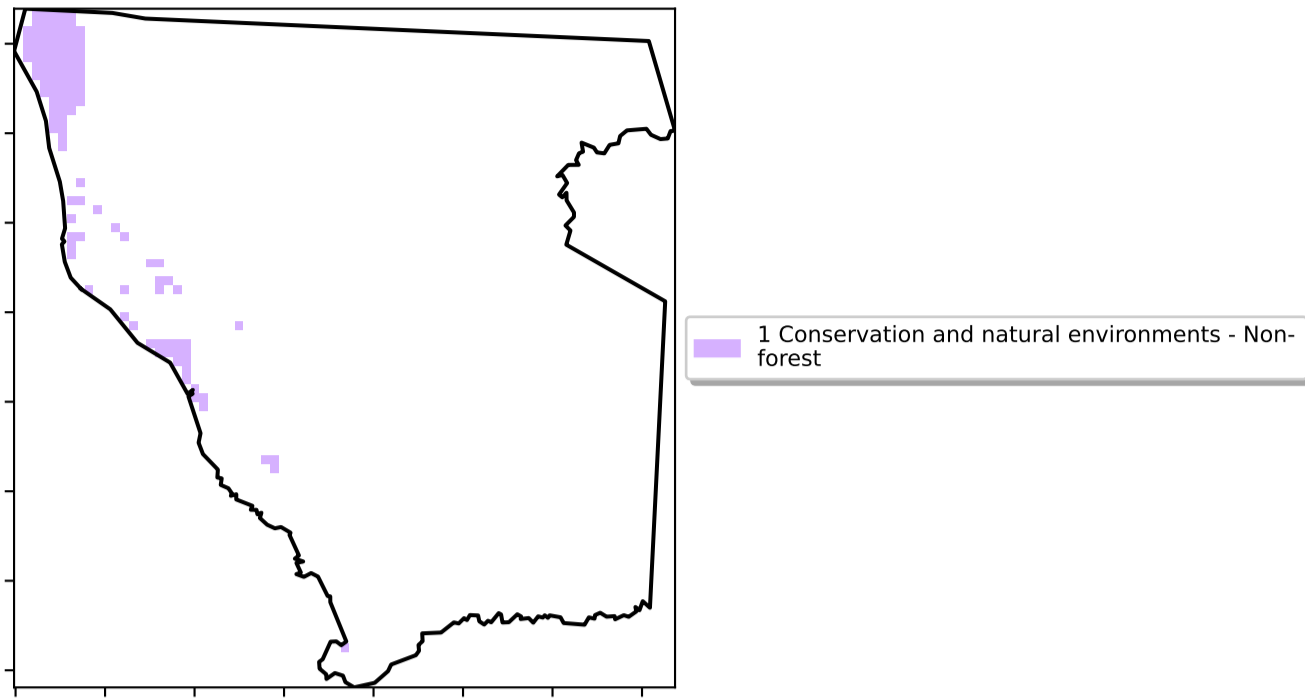 1 Conservation and natural environments - Non-
forest